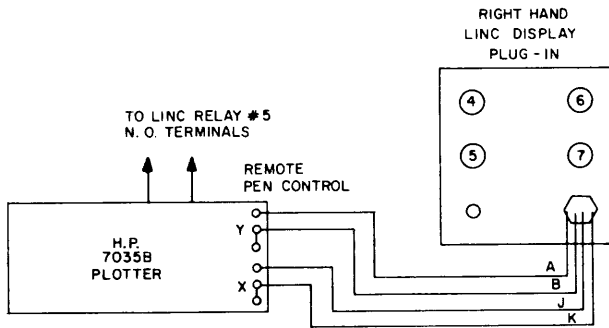 RIGHT HAND
LINC DISPLAY
PLUG-IN
4
6
5
7
TO LINC RELAY #5
N. O. TERMINALS
REMOTE
PEN CONTROL
H.P.
7035B
PLOTTER
Y
X
A
B
J
K